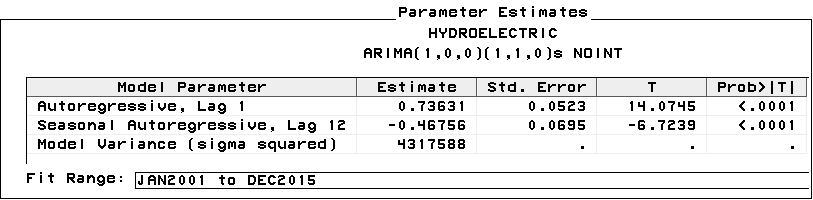 Parameter Estimates
HYDROELECTRIC
ARIMA(1,0,0)(1,1,0)s NOINT
Model Parameter Estimate Std. Error T Prob>|T|
Autoregressive, Lag 1 0.73631 0.0523 14.0745 <.0001
Seasonal Autoregressive, Lag 12 -0.46756 0.0695 -6.7239 <.0001
Model Variance (sigma squared) 4317588 . . .
Fit Range: JAN2001 to DEC2015